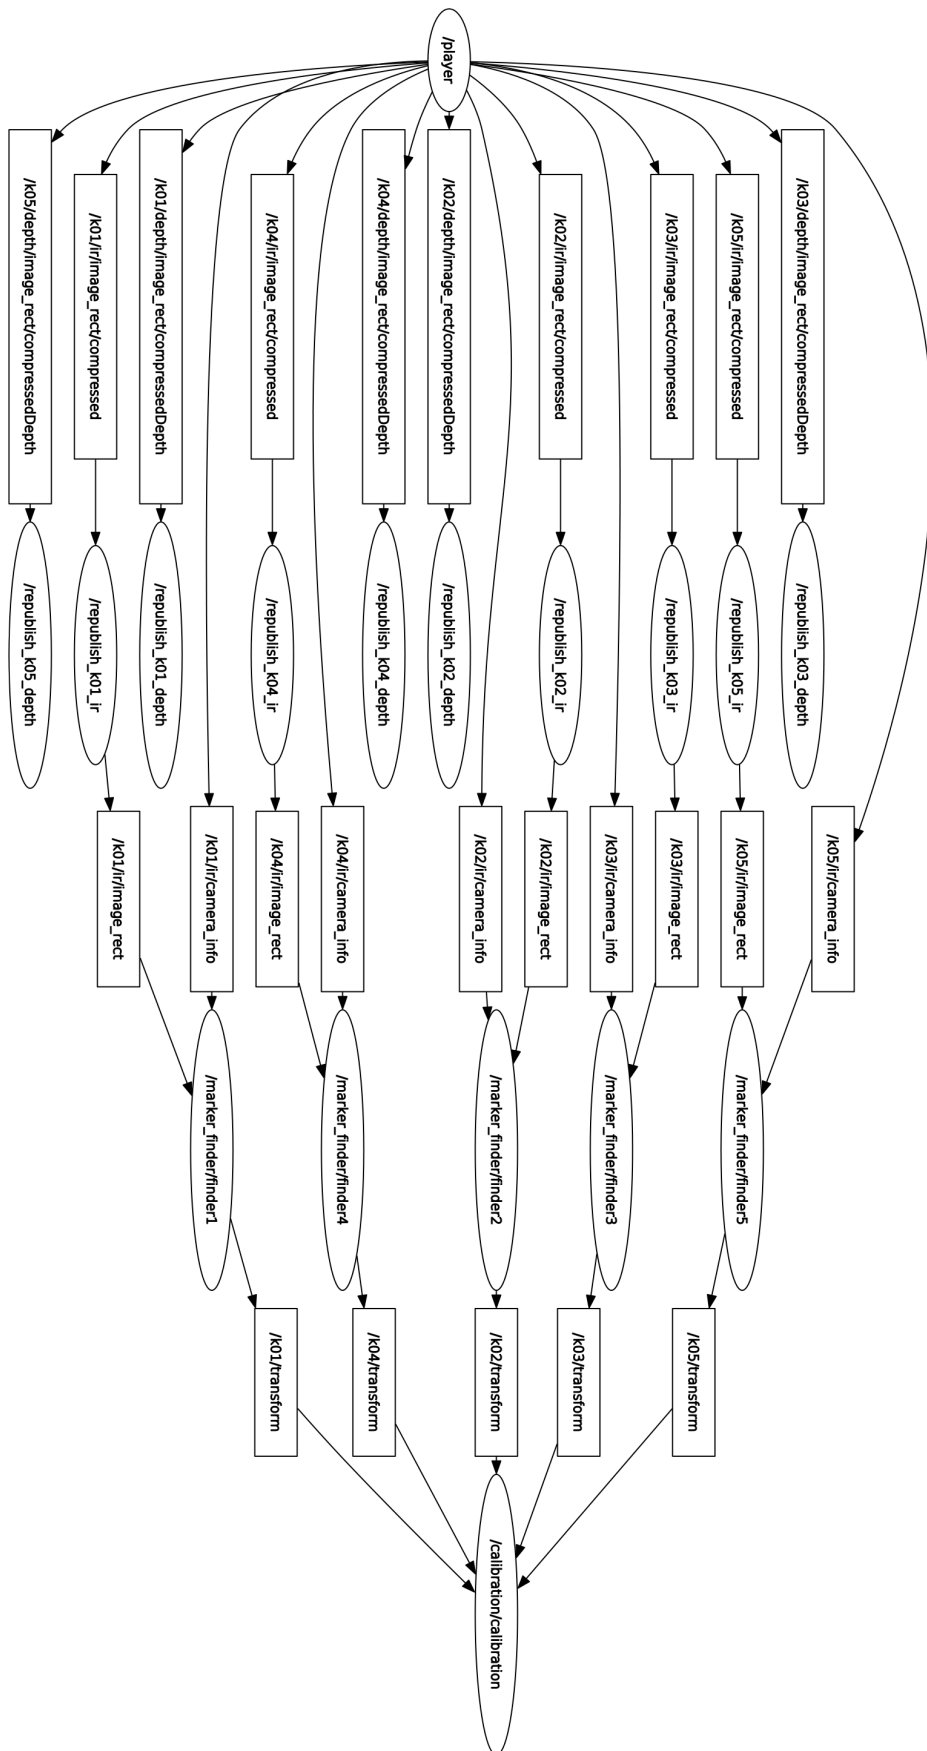 /player
/k05/depth/image_rect/compressedDepth
/k01/ir/image_rect/compressed
/k01/depth/image_rect/compressedDepth
/k04/ir/image_rect/compressed
/k04/depth/image_rect/compressedDepth
/k02/depth/image_rect/compressedDepth
/k02/ir/image_rect/compressed
/k03/ir/image_rect/compressed
/k05/ir/image_rect/compressed
/k03/depth/image_rect/compressedDepth
/republish_k05_depth
/republish_k01_ir
/republish_k01_depth
/republish_k04_ir
/republish_k04_depth
/republish_k02_depth
/republish_k02_ir
/republish_k03_ir
/republish_k05_ir
/republish_k03_depth
/k01/ir/image_rect
/k01/ir/camera_info
/k04/ir/image_rect
/k04/ir/camera_info
/k02/ir/camera_info
/k02/ir/image_rect
/k03/ir/camera_info
/k03/ir/image_rect
/k05/ir/image_rect
/k05/ir/camera_info
/marker_finder/finder1
/marker_finder/finder4
/marker_finder/finder2
/marker_finder/finder3
/marker_finder/finder5
/k01/transform
/k04/transform
/k02/transform
/k03/transform
/k05/transform
/calibration/calibration